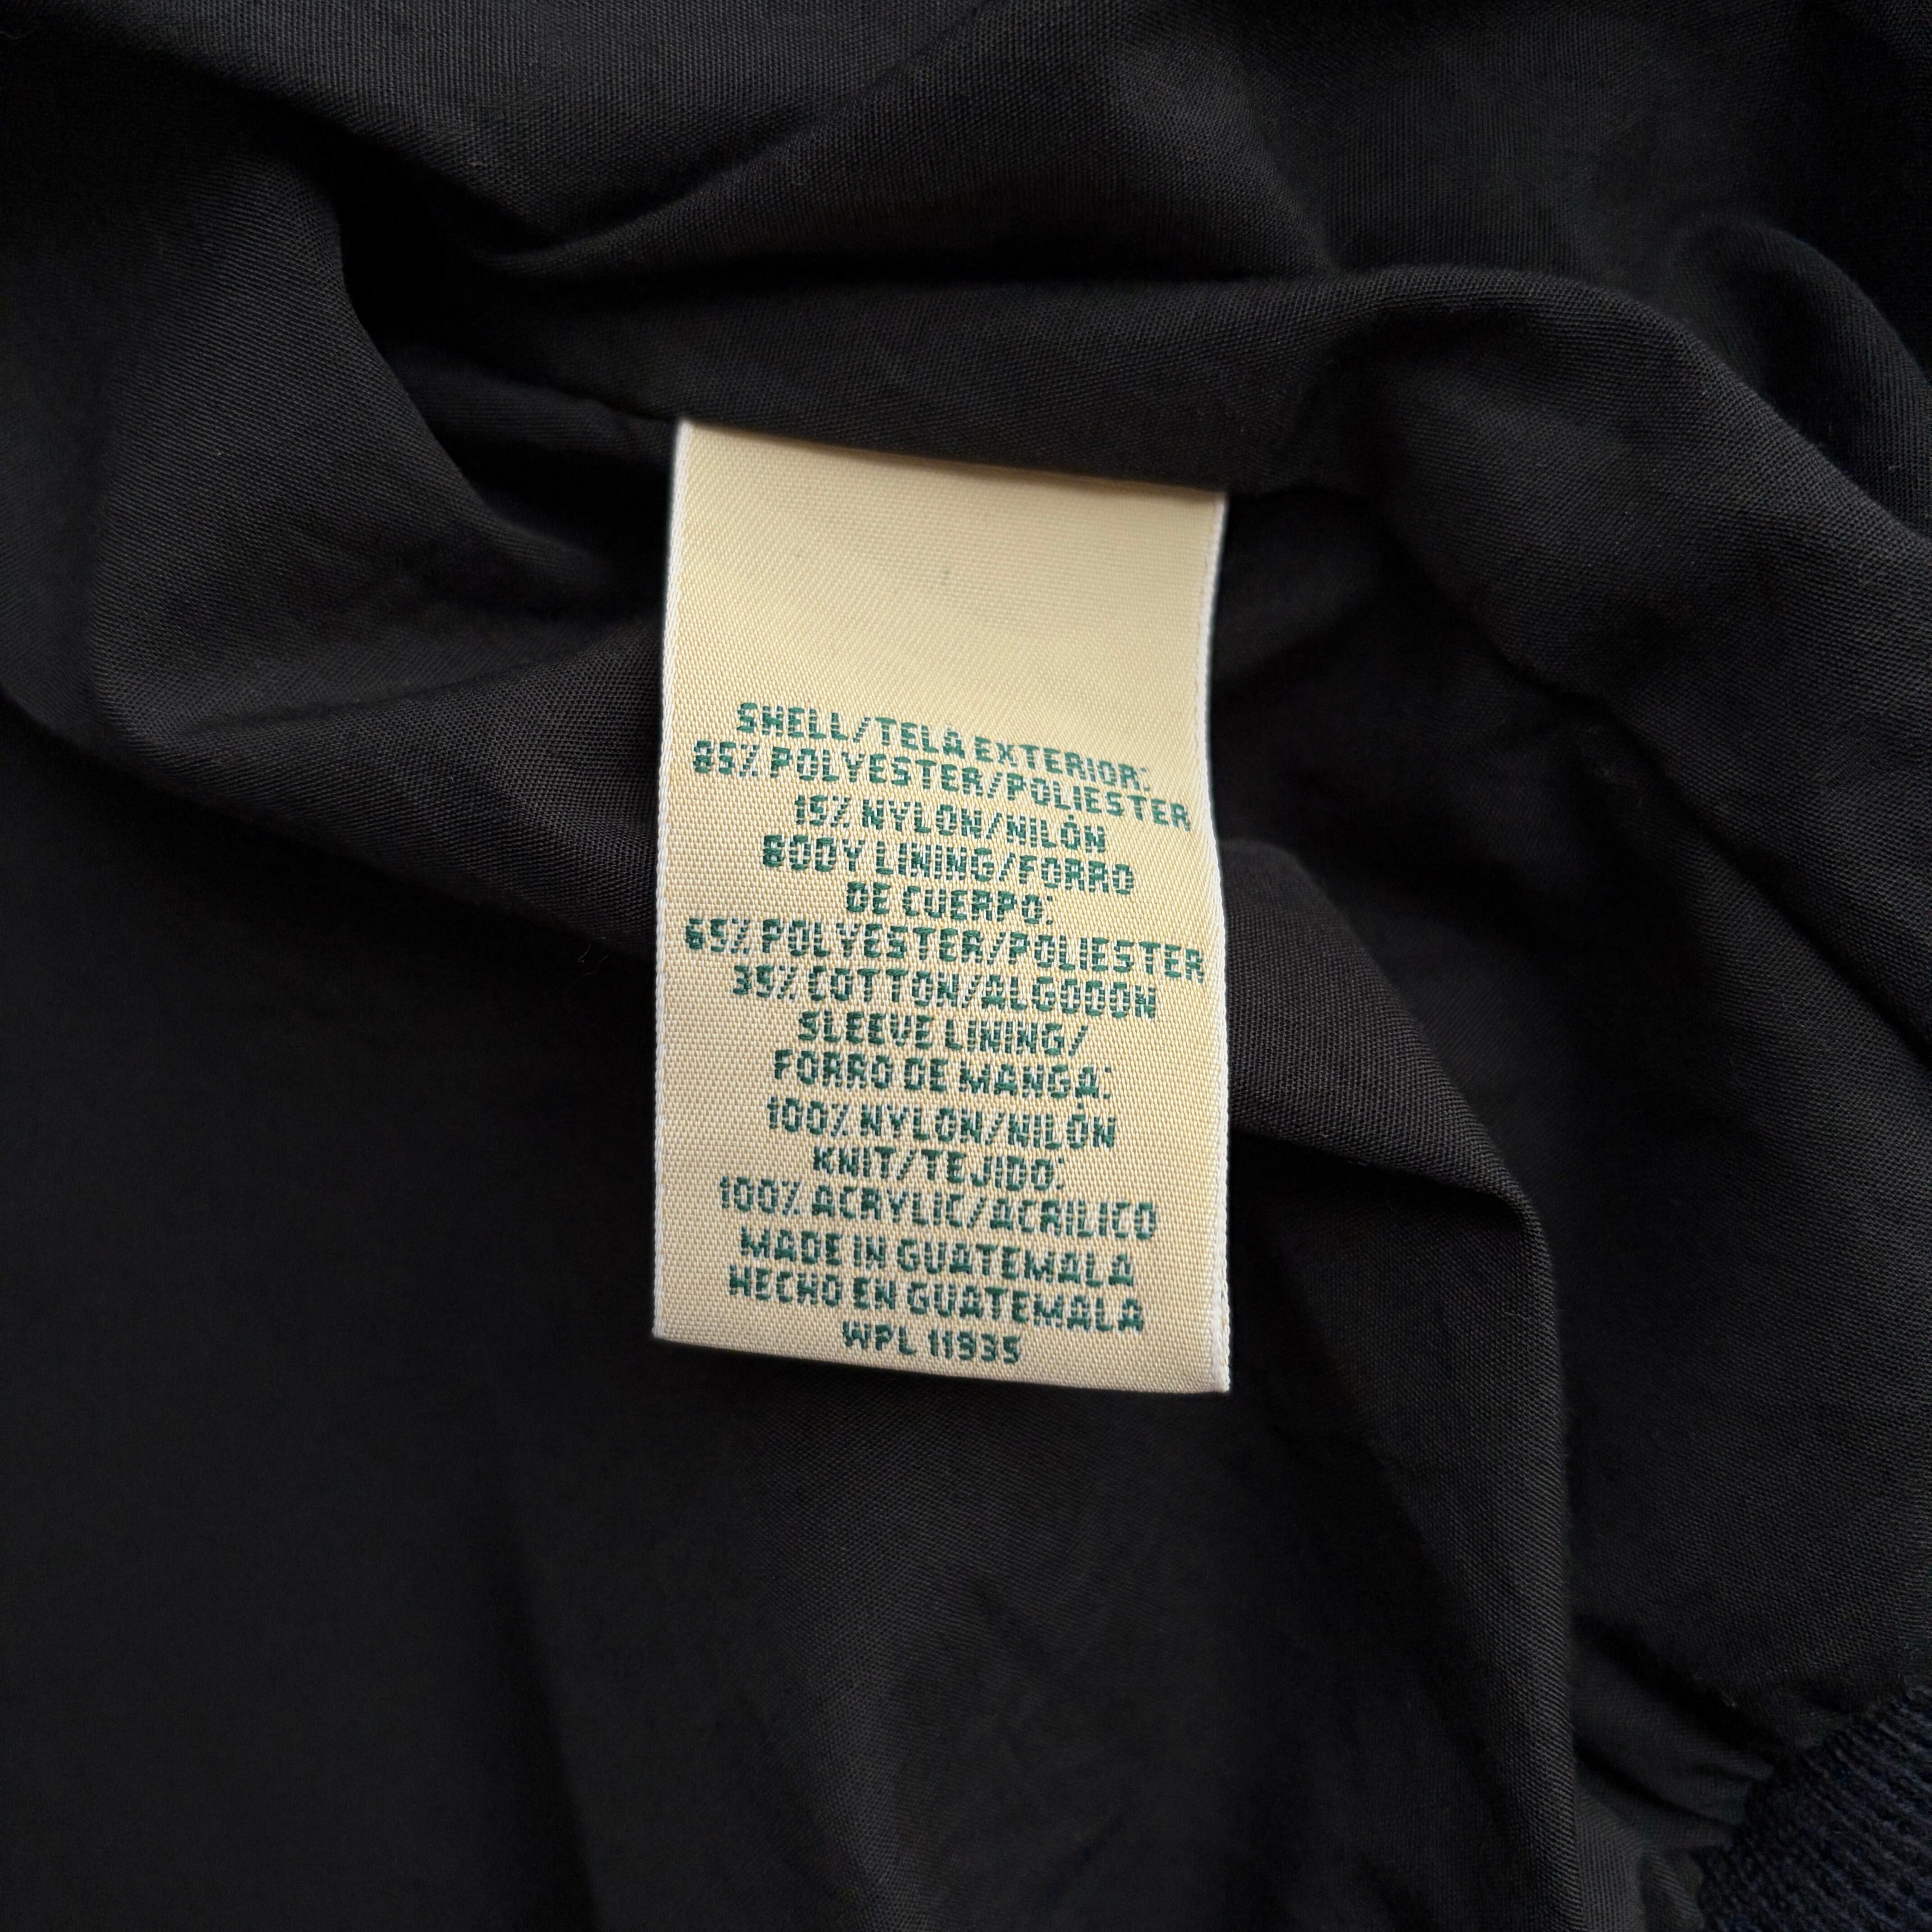 SHELL/TELA EXTERIOR:
85% POLYESTER/POLIESTER
15% NYLON/NILÓN
BODY LINING/FORRO
DE CUERPO:
65% POLYESTER/POLIESTER
35% COTTON/ALGODON
SLEEVE LINING/
FORRO DE MANGA:
100% NYLON/NILÓN
KNIT/TEJIDO:
100% ACRYLIC/ACRILICO
MADE IN GUATEMALA
HECHO EN GUATEMALA
WPL 11935